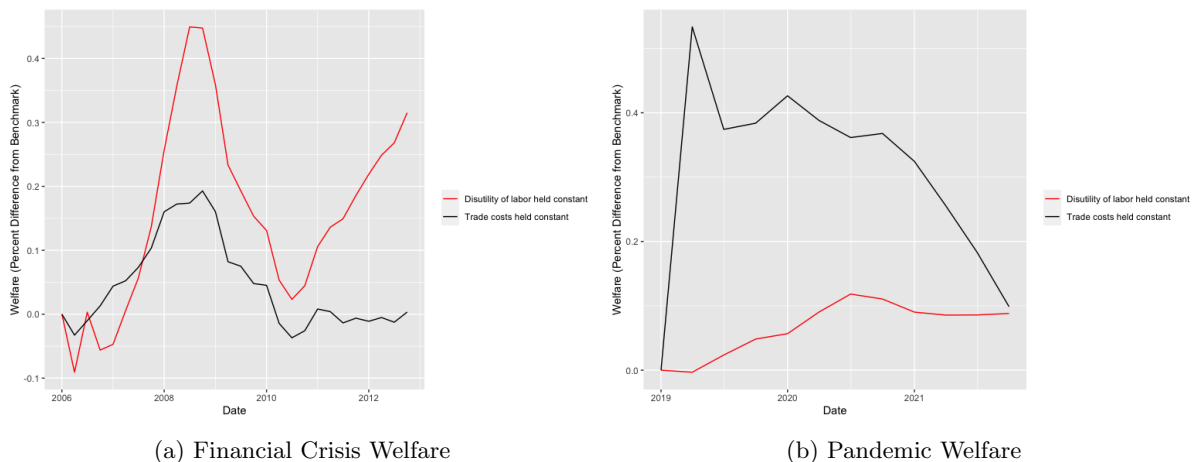 Welfare (Percent Difference from Benchmark)
0.4
0.3
0.2
0.1
0.0
-0.1
2006
2008
2010
2012
Date
Disutility of labor held constant
Trade costs held constant
(a) Financial Crisis Welfare
Welfare (Percent Difference from Benchmark)
0.4
0.2
0.0
2019
2020
2021
Date
Disutility of labor held constant
Trade costs held constant
(b) Pandemic Welfare